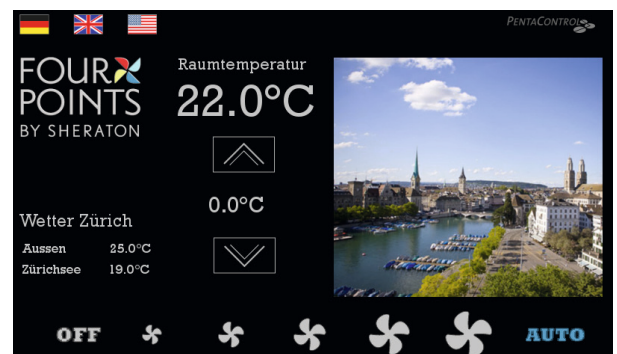 PENTACONTROL
FOUR
POINTS
BY SHERATON
Raumtemperatur
22.0°C
0.0°C
Wetter Zürich
Aussen 25.0°C
Zürichsee 19.0°C
OFF
AUTO